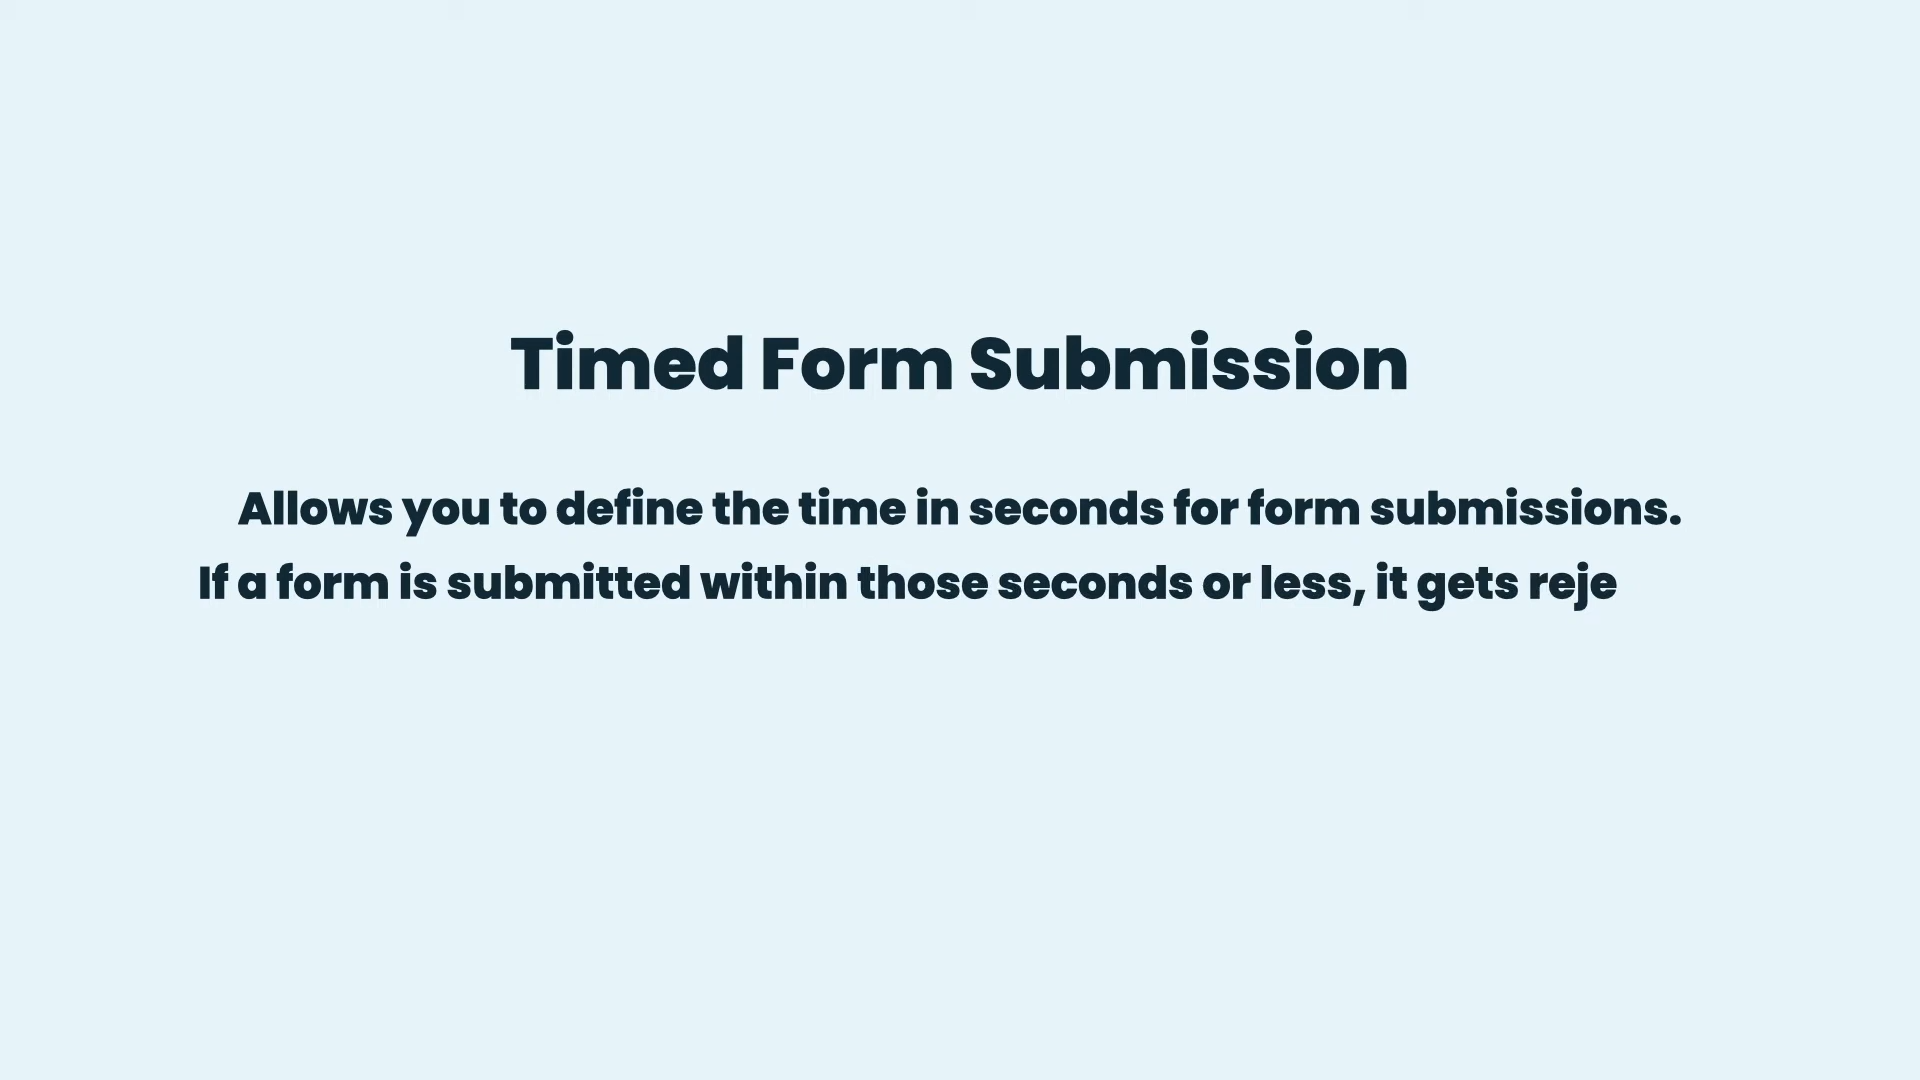 Timed Form Submission
Allows you to define the time in seconds for form submissions.
If a form is submitted within those seconds or less, it gets reje